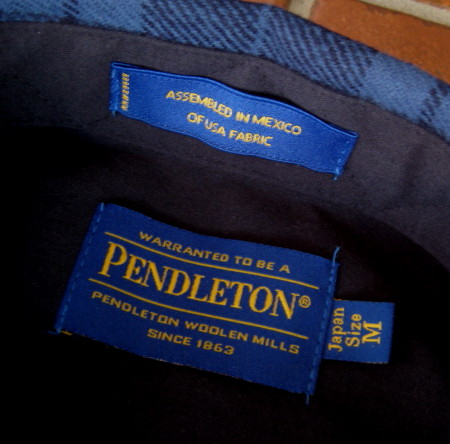 ASSEMBLED IN MEXICO
OF USA FABRIC
WARRANTED TO BE A
PENDLETON®
PENDLETON WOOLEN MILLS
SINCE 1863
Japan
Size
M